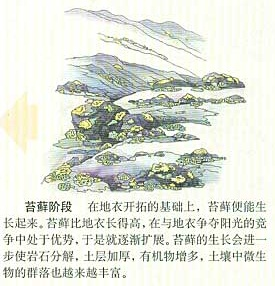 苔藓阶段 在地衣开拓的基础上，苔藓便能生
长起来。苔藓比地衣长得高，在与地衣争夺阳光的竞
争中处于优势，于是就逐渐扩展。苔藓的生长会进一
步使岩石分解，土层加厚，有机物增多，土壤中微生
物的群落也越来越丰富。